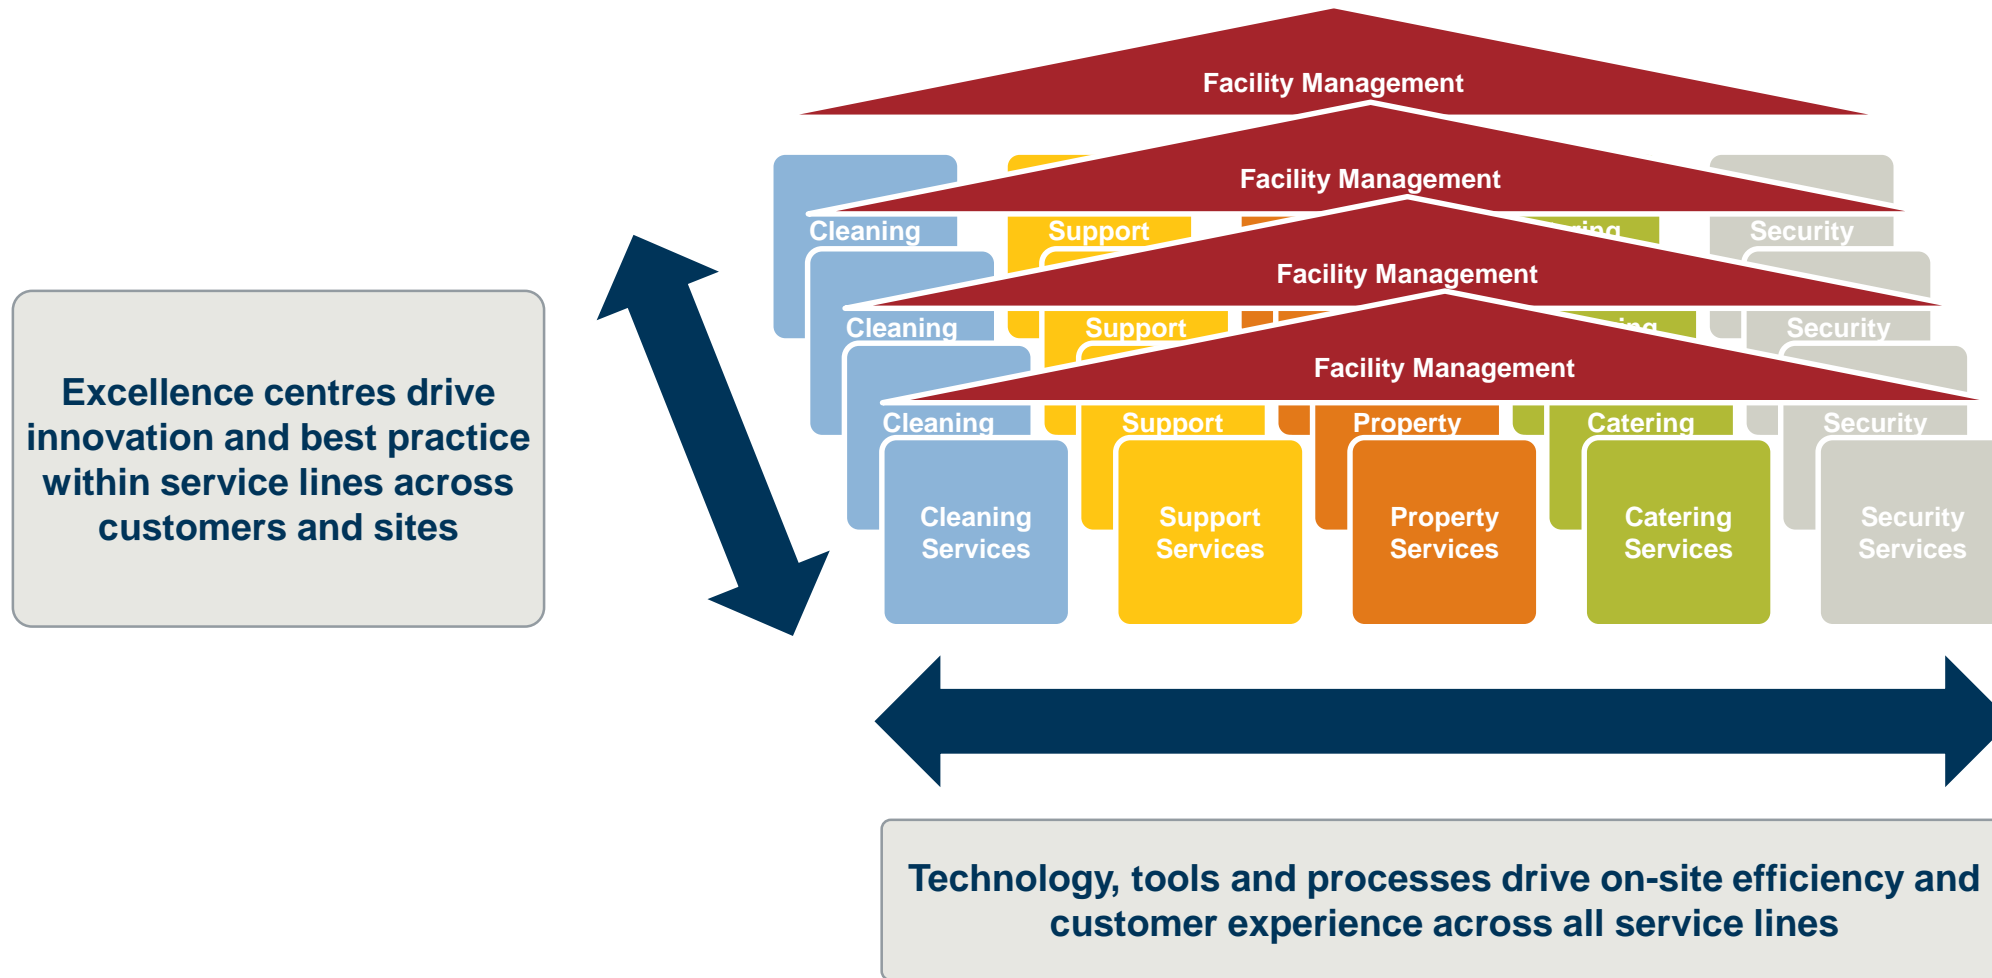 Facility Management
Facility Management
Cleaning
Support
Security
Facility Management
Cleaning
Support
Security
Facility Management
Cleaning
Support
Property
Catering
Security
Cleaning
Services
Support
Services
Property
Services
Catering
Services
Security
Services
Excellence centres drive
innovation and best practice
within service lines across
customers and sites
Technology, tools and processes drive on-site efficiency and
customer experience across all service lines